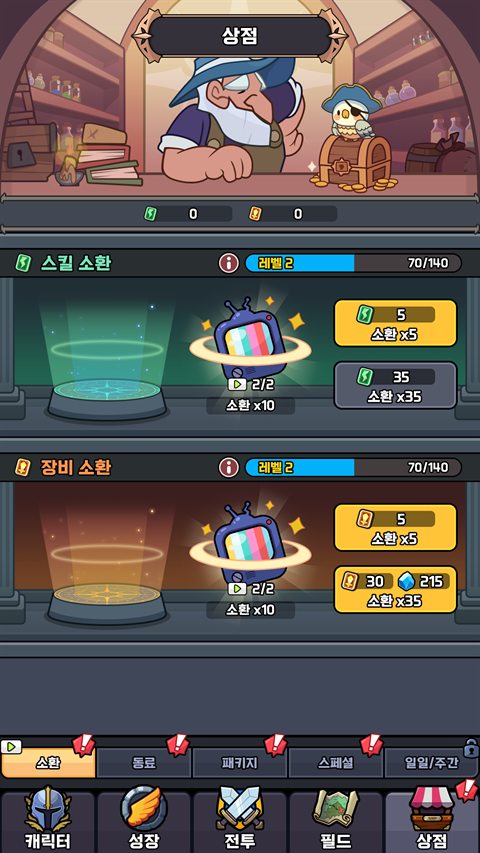 상점
0 0
스킬 소환 레벨 2 70/140
5
소환 x5
2/2
소환 x10
35
소환 x35
장비 소환 레벨 2 70/140
5
소환 x5
2/2
소환 x10
30 215
소환 x35
소환 동료 패키지 스페셜 일일/주간
캐릭터 성장 전투 필드 상점